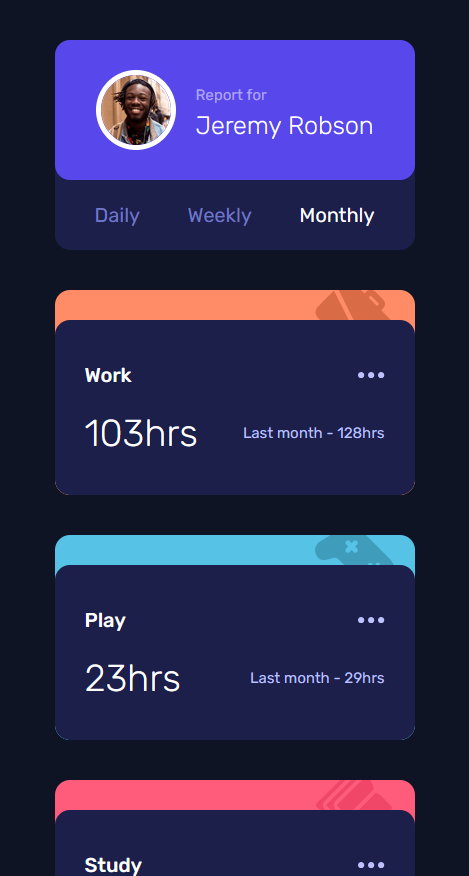 Report for
Jeremy Robson
Daily Weekly Monthly
Work
103hrs Last month - 128hrs
Play
23hrs Last month - 29hrs
Study